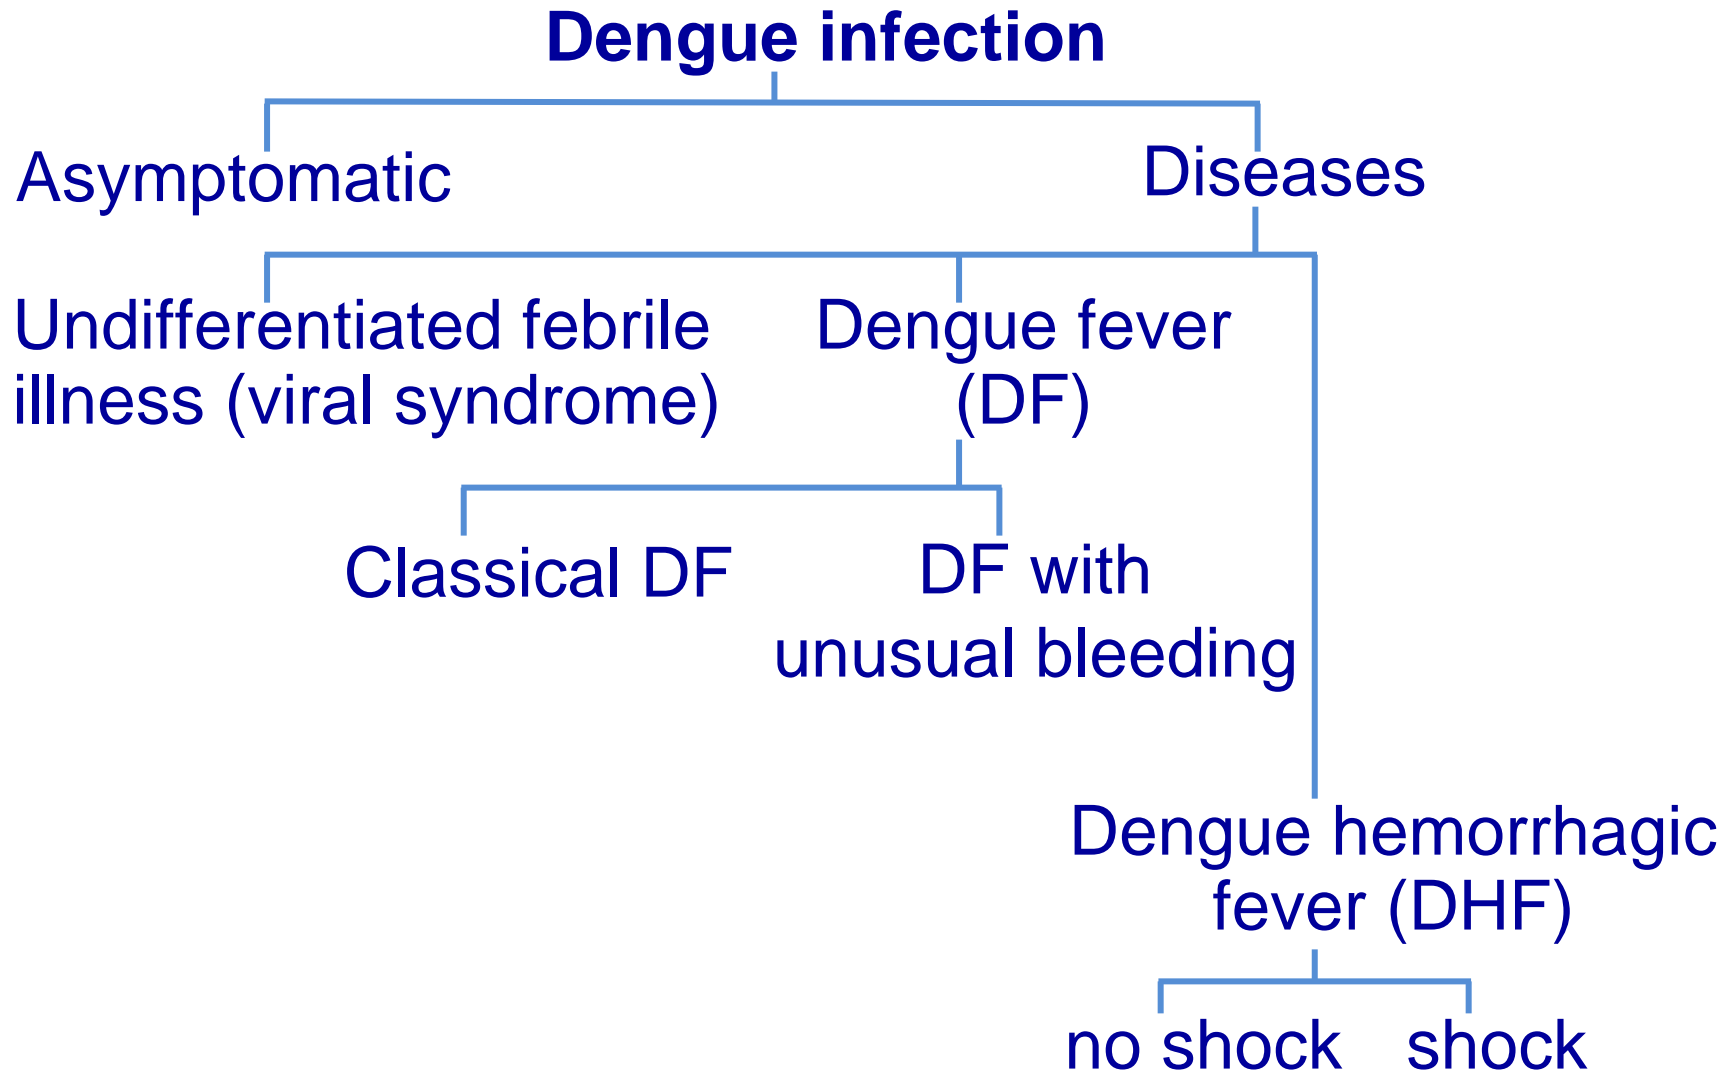 Dengue infection
Asymptomatic
Diseases
Undifferentiated febrile
illness (viral syndrome)
Dengue fever
(DF)
Classical DF
DF with
unusual bleeding
Dengue hemorrhagic
fever (DHF)
no shock
shock